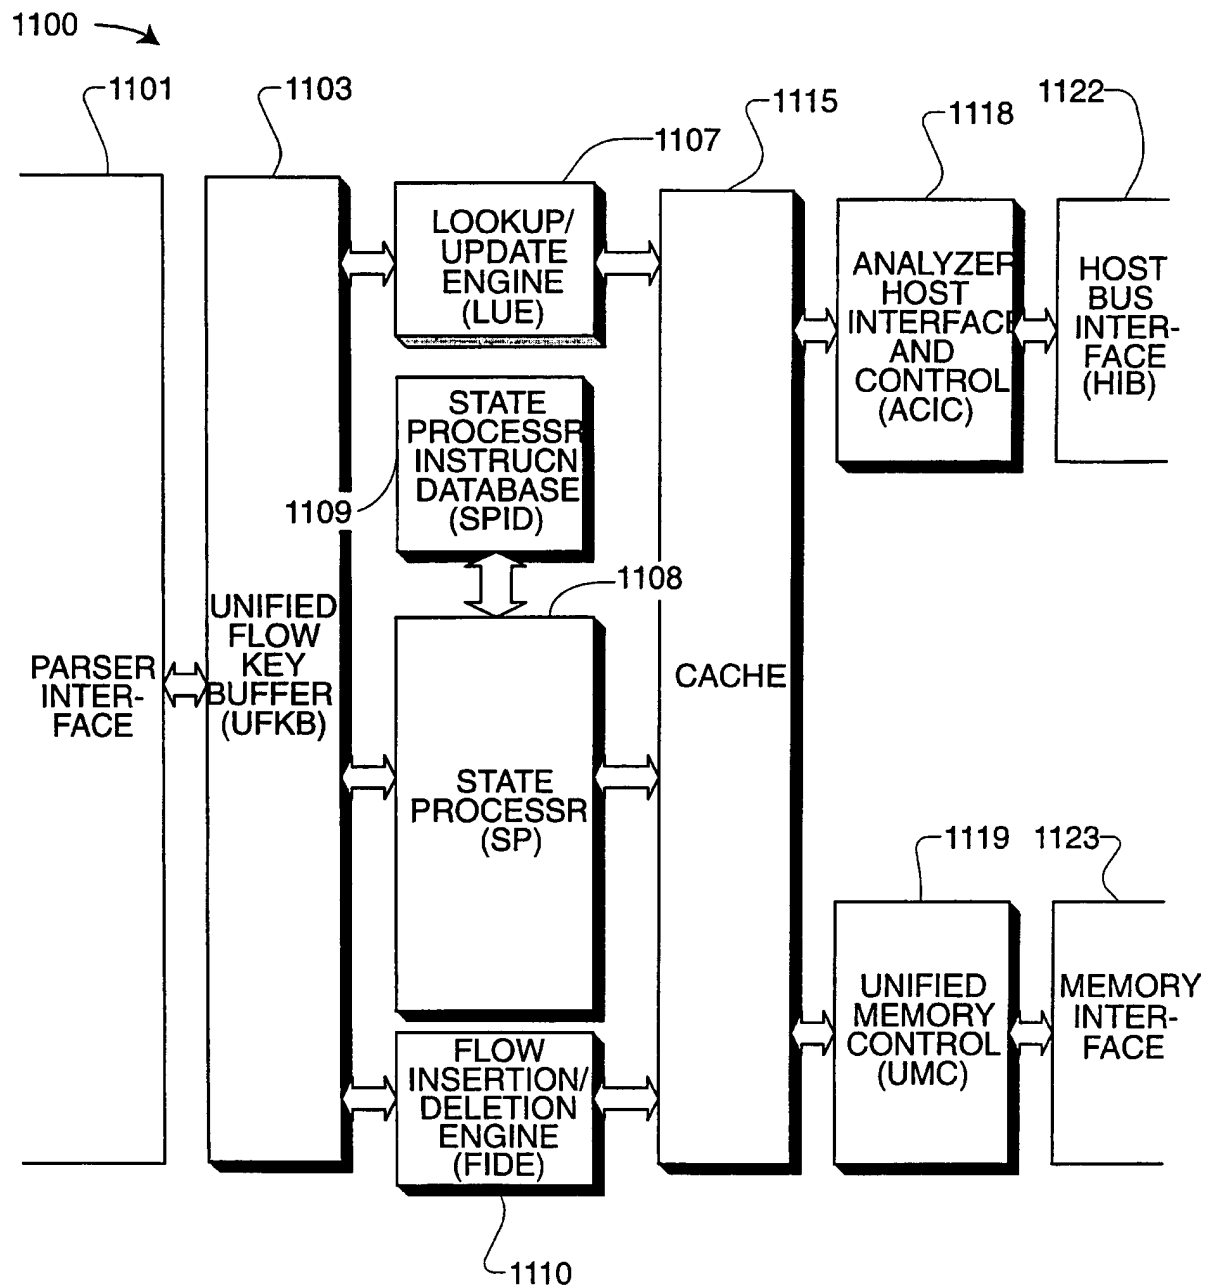 1100
1101
1103
1107
1115
1118
1122
LOOKUP/
UPDATE
ENGINE
(LUE)
ANALYZER
HOST
INTERFACE
AND
CONTROL
(ACIC)
HOST
BUS
INTER-
FACE
(HIB)
STATE
PROCESSR
INSTRUCN
DATABASE
(SPID)
1109
1108
UNIFIED
FLOW
KEY
BUFFER
(UFKB)
PARSER
INTER-
FACE
CACHE
STATE
PROCESSR
(SP)
1119
1123
UNIFIED
MEMORY
CONTROL
(UMC)
MEMORY
INTER-
FACE
FLOW
INSERTION/
DELETION
ENGINE
(FIDE)
1110